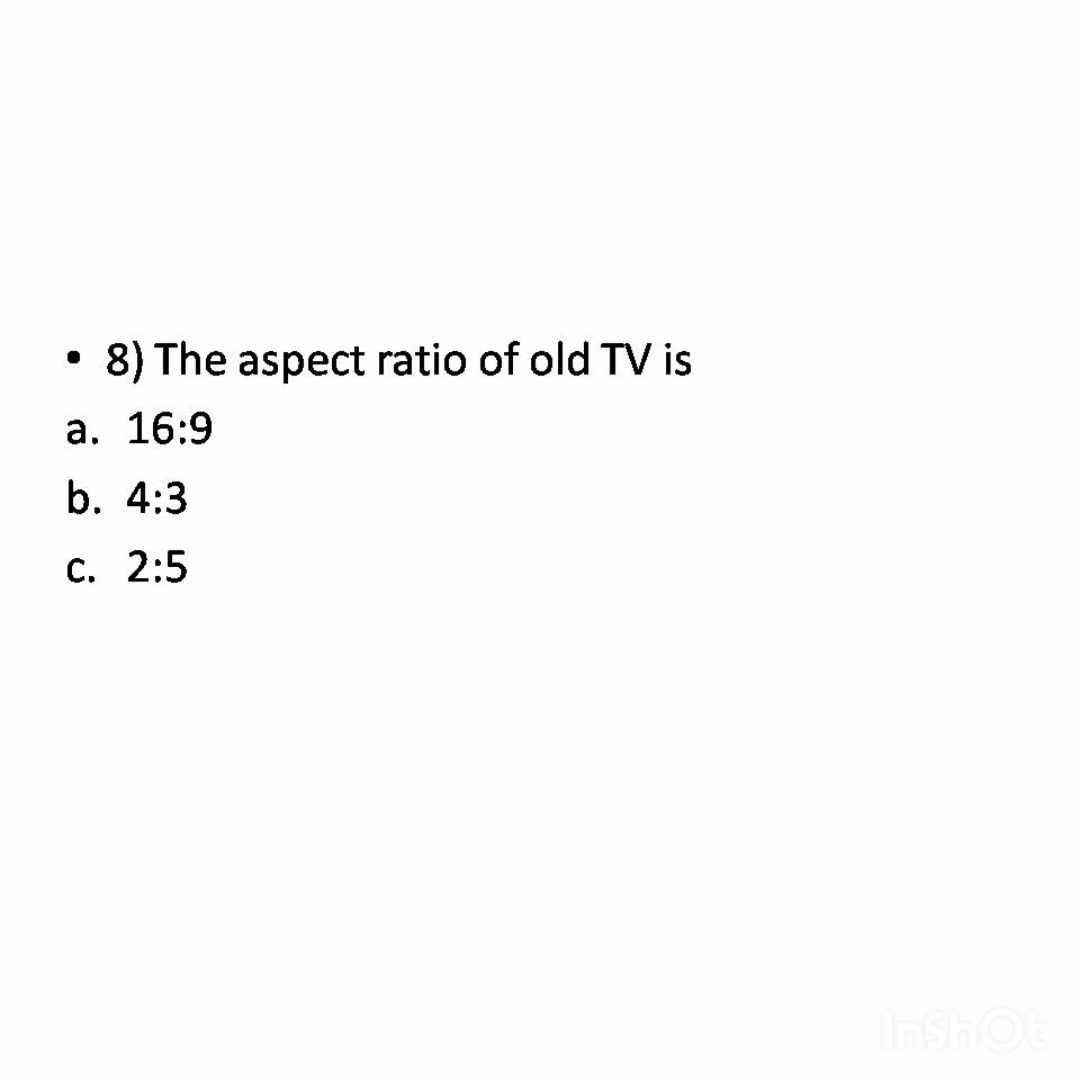 • 8) The aspect ratio of old TV is
a. 16:9
b. 4:3
c. 2:5
InShOt